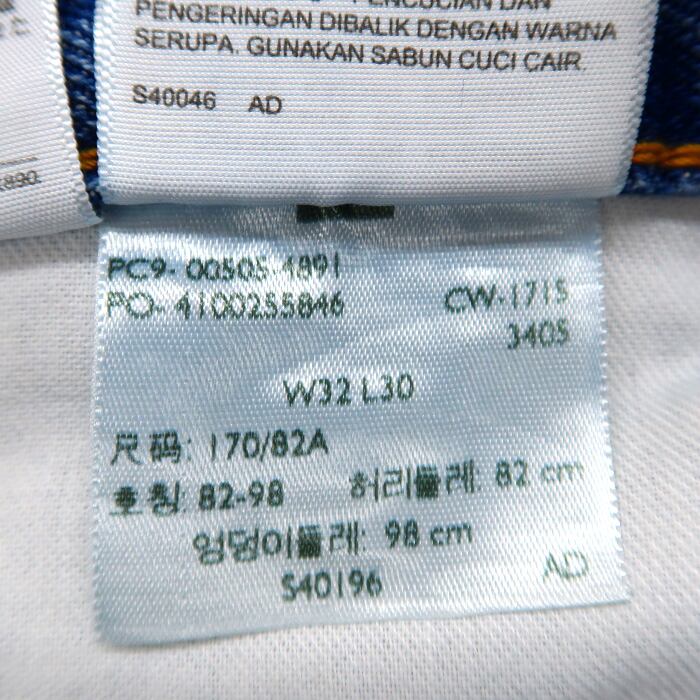 PENCUCIAN DAN
PENGERINGAN DIBALIK DENGAN WARNA
SERUPA. GUNAKAN SABUN CUCI CAIR.
S40046 AD
PC9- 00505-4891
PO- 4100255846
CW-1715
3405
W32 L30
尺码: 170/82A
호칭: 82-98 허리둘레: 82 cm
엉덩이둘레: 98 cm
S40196
AD